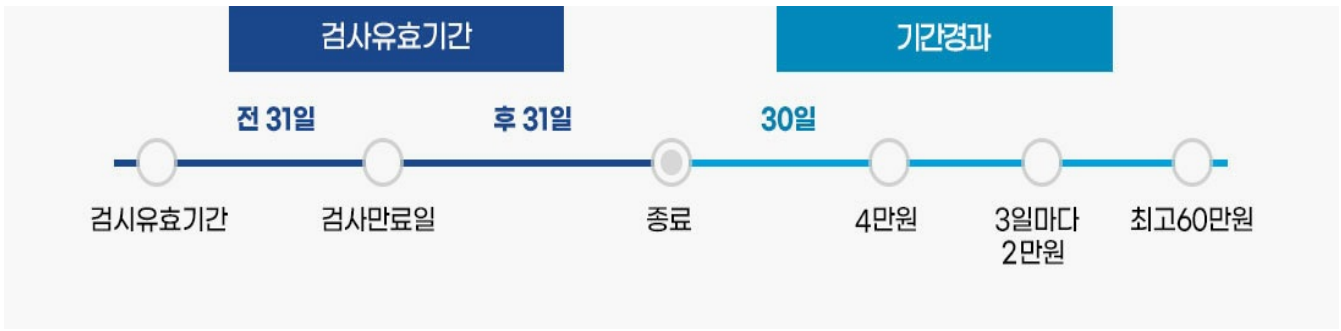 검사유효기간
기간경과
전 31일
후 31일
30일
검시유효기간
검사만료일
종료
4만원
3일마다
2만원
최고60만원